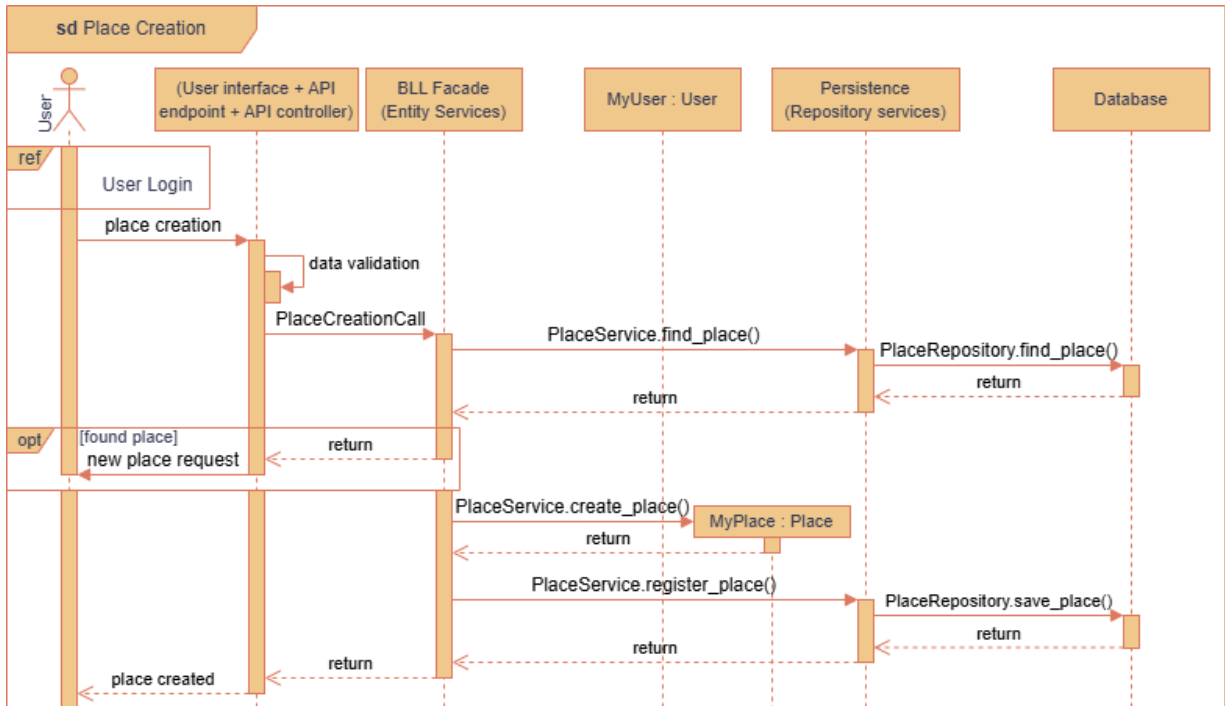 sd Place Creation
User
(User interface + API
endpoint + API controller)
BLL Facade
(Entity Services)
MyUser : User
Persistence
(Repository services)
Database
ref
User Login
place creation
data validation
PlaceCreationCall
PlaceService.find_place()
PlaceRepository.find_place()
return
return
opt
[found place]
return
new place request
PlaceService.create_place()
MyPlace : Place
return
PlaceService.register_place()
PlaceRepository.save_place()
return
return
return
place created